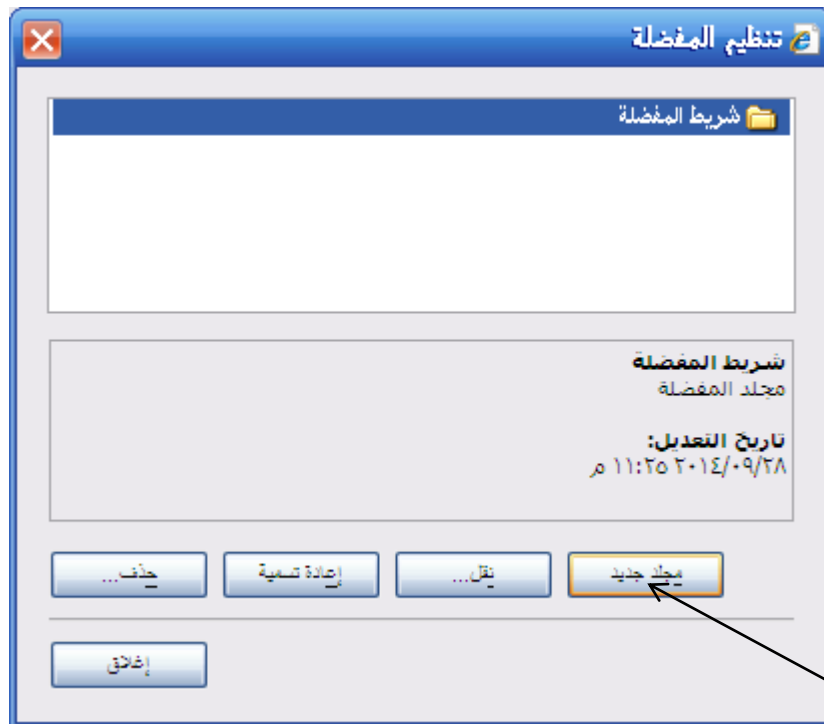 تنظيم المفضلة
شريط المفضلة
شريط المفضلة
مجلد المفضلة
تاريخ التعديل:
٢٠١٤/٠٩/٢٨ ١١:٢٥ م
مجلد جديد
نقل...
إعادة تسمية
حذف...
إغلاق